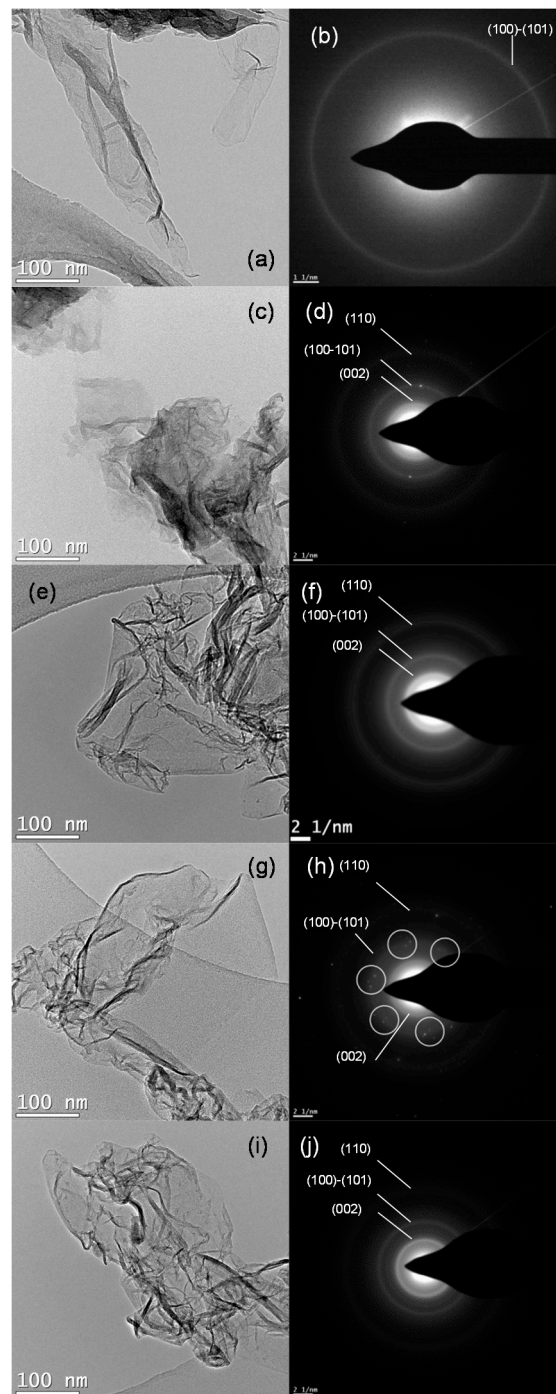 (a)
100 nm
(b)
(100)-(101)
1 1/nm
(c)
100 nm
(d)
(110)
(100-101)
(002)
2 1/nm
(e)
100 nm
(f)
(110)
(100)-(101)
(002)
2 1/nm
(g)
100 nm
(h)
(110)
(100)-(101)
(002)
2 1/nm
(i)
100 nm
(j)
(110)
(100)-(101)
(002)
2 1/nm